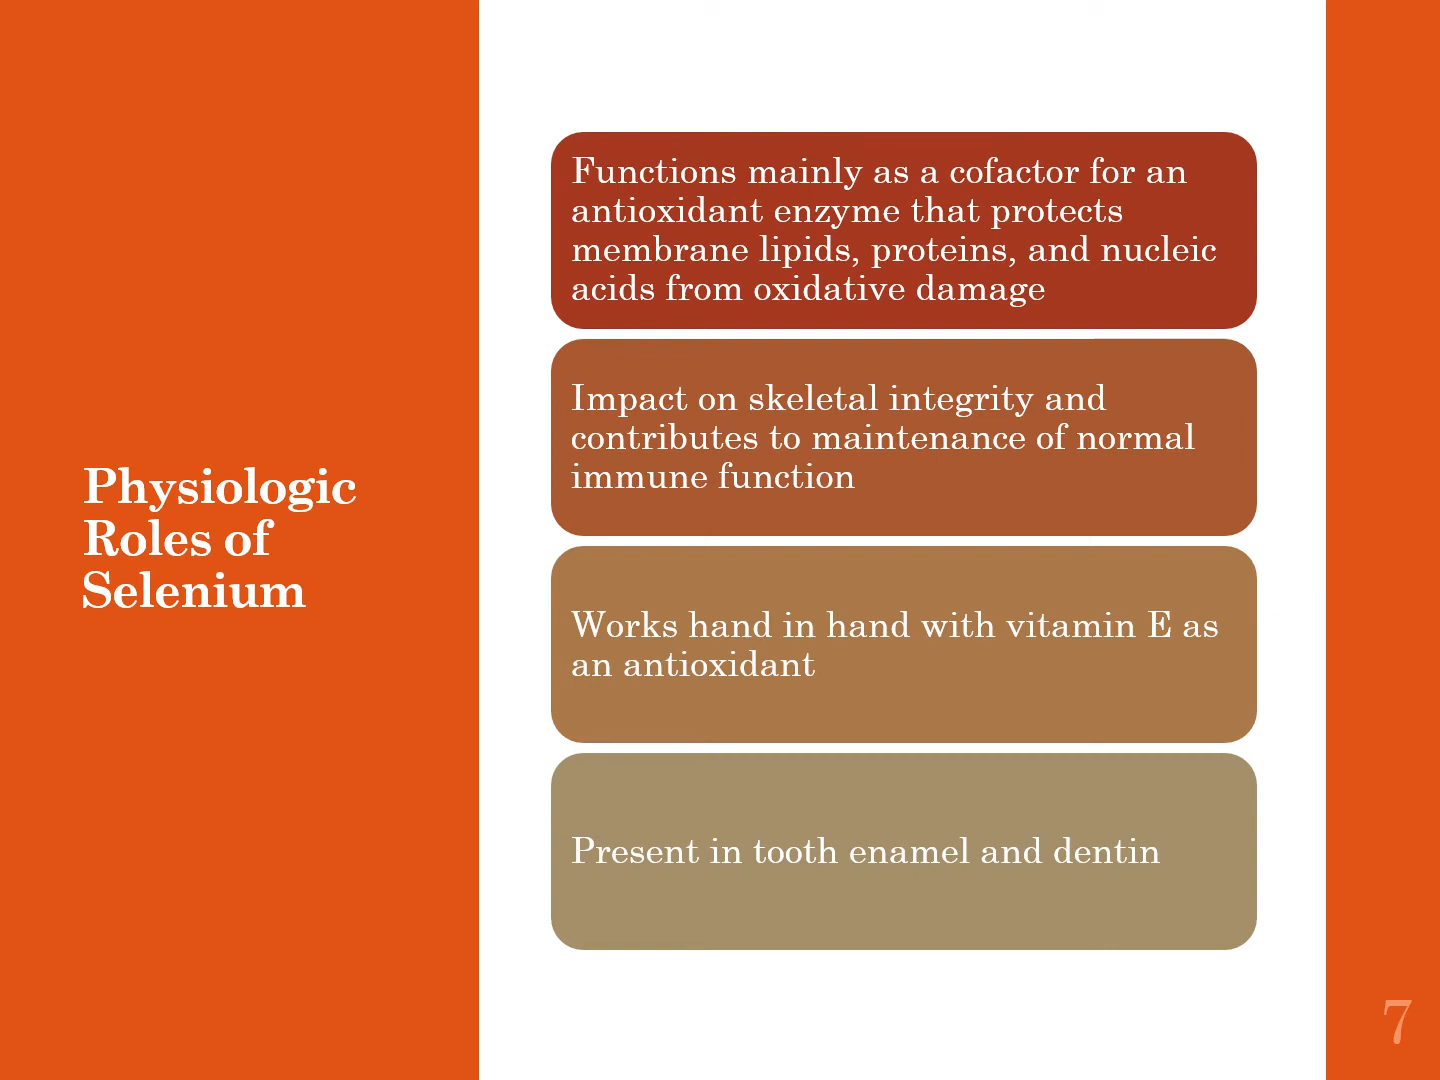 Physiologic
Roles of
Selenium
Functions mainly as a cofactor for an
antioxidant enzyme that protects
membrane lipids, proteins, and nucleic
acids from oxidative damage
Impact on skeletal integrity and
contributes to maintenance of normal
immune function
Works hand in hand with vitamin E as
an antioxidant
Present in tooth enamel and dentin
7